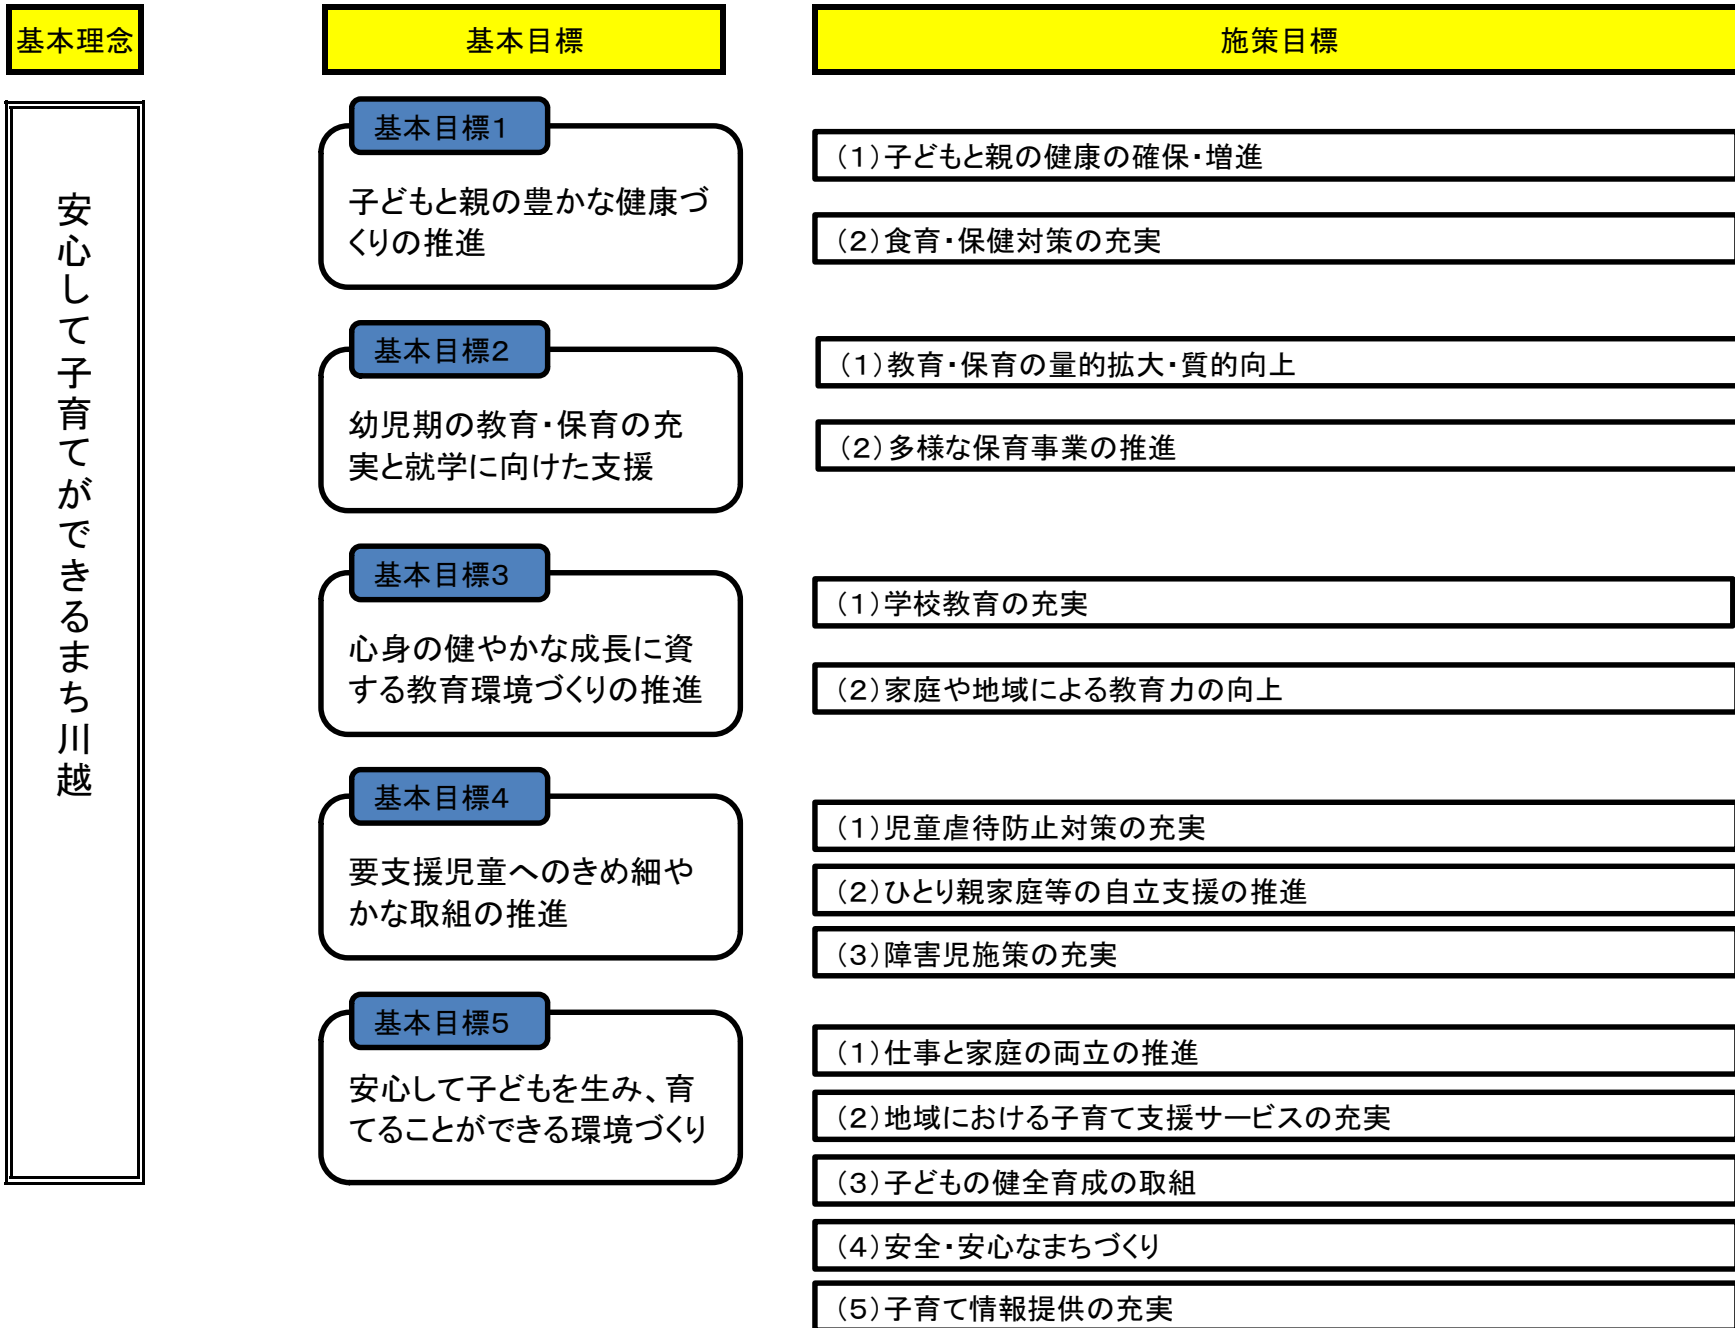 基本理念
基本目標
施策目標
安心して子育てができるまち川越
基本目標1
子どもと親の豊かな健康づ
くりの推進
（1）子どもと親の健康の確保・増進
（2）食育・保健対策の充実
基本目標2
幼児期の教育・保育の充
実と就学に向けた支援
（1）教育・保育の量的拡大・質的向上
（2）多様な保育事業の推進
基本目標3
心身の健やかな成長に資
する教育環境づくりの推進
（1）学校教育の充実
（2）家庭や地域による教育力の向上
基本目標4
要支援児童へのきめ細や
かな取組の推進
（1）児童虐待防止対策の充実
（2）ひとり親家庭等の自立支援の推進
（3）障害児施策の充実
基本目標5
安心して子どもを生み、育
てることができる環境づくり
（1）仕事と家庭の両立の推進
（2）地域における子育て支援サービスの充実
（3）子どもの健全育成の取組
（4）安全・安心なまちづくり
（5）子育て情報提供の充実